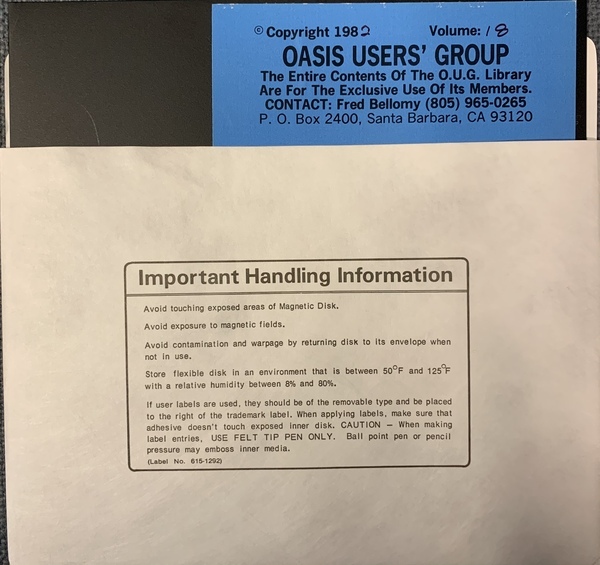 © Copyright 1982 Volume: 18
OASIS USERS' GROUP
The Entire Contents Of The O.U.G. Library
Are For The Exclusive Use Of Its Members.
CONTACT: Fred Bellomy (805) 965-0265
P. O. Box 2400, Santa Barbara, CA 93120
Important Handling Information
Avoid touching exposed areas of Magnetic Disk.
Avoid exposure to magnetic fields.
Avoid contamination and warpage by returning disk to its envelope when
not in use.
Store flexible disk in an environment that is between 50°F and 125°F
with a relative humidity between 8% and 80%.
If user labels are used, they should be of the removable type and be placed
to the right of the trademark label. When applying labels, make sure that
adhesive doesn't touch exposed inner disk. CAUTION – When making
label entries, USE FELT TIP PEN ONLY. Ball point pen or pencil
pressure may emboss inner media.
(Label No. 615-1292)